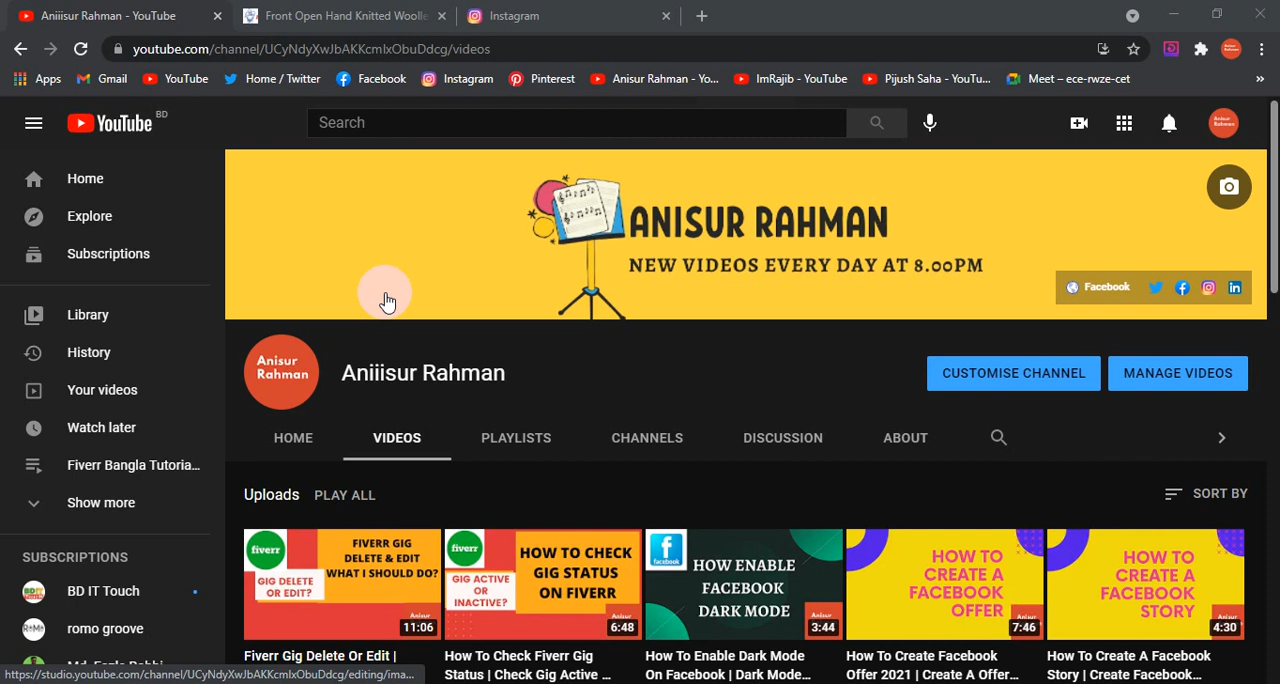 Aniiisur Rahman - YouTube
Front Open Hand Knitted Woolle
Instagram
youtube.com/channel/UCyNdyXwJbAKKcmIxObuDdcg/videos
Apps Gmail YouTube Home / Twitter Facebook Instagram Pinterest Anisur Rahman - Yo... ImRajib - YouTube Pijush Saha - YouTu... Meet – ece-rwze-cet »
YouTube BD
Search
Home
Explore
Subscriptions
Library
History
Your videos
Watch later
Fiverr Bangla Tutoria...
Show more
SUBSCRIPTIONS
BD IT Touch
romo groove
ANISUR RAHMAN
NEW VIDEOS EVERY DAY AT 8.00PM
Facebook
Anisur
Rahman
Aniiisur Rahman
CUSTOMISE CHANNEL
MANAGE VIDEOS
HOME VIDEOS PLAYLISTS CHANNELS DISCUSSION ABOUT
Uploads PLAY ALL
SORT BY
fiverr
FIVERR GIG
DELETE & EDIT
WHAT I SHOULD DO?
GIG DELETE
OR EDIT?
11:06
Fiverr Gig Delete Or Edit |
fiverr
HOW TO CHECK
GIG STATUS
ON FIVERR
GIG ACTIVE
OR
INACTIVE?
6:48
How To Check Fiverr Gig
Status | Check Gig Active ...
facebook
HOW ENABLE
FACEBOOK
DARK MODE
3:44
How To Enable Dark Mode
On Facebook | Dark Mode...
HOW TO
CREATE A
FACEBOOK
OFFER
7:46
How To Create Facebook
Offer 2021 | Create A Offer...
HOW TO
CREATE A
FACEBOOK
STORY
4:30
How To Create A Facebook
Story | Create Facebook...
https://studio.youtube.com/channel/UCyNdyXwJbAKKcmIxObuDdcg/editing/ima...